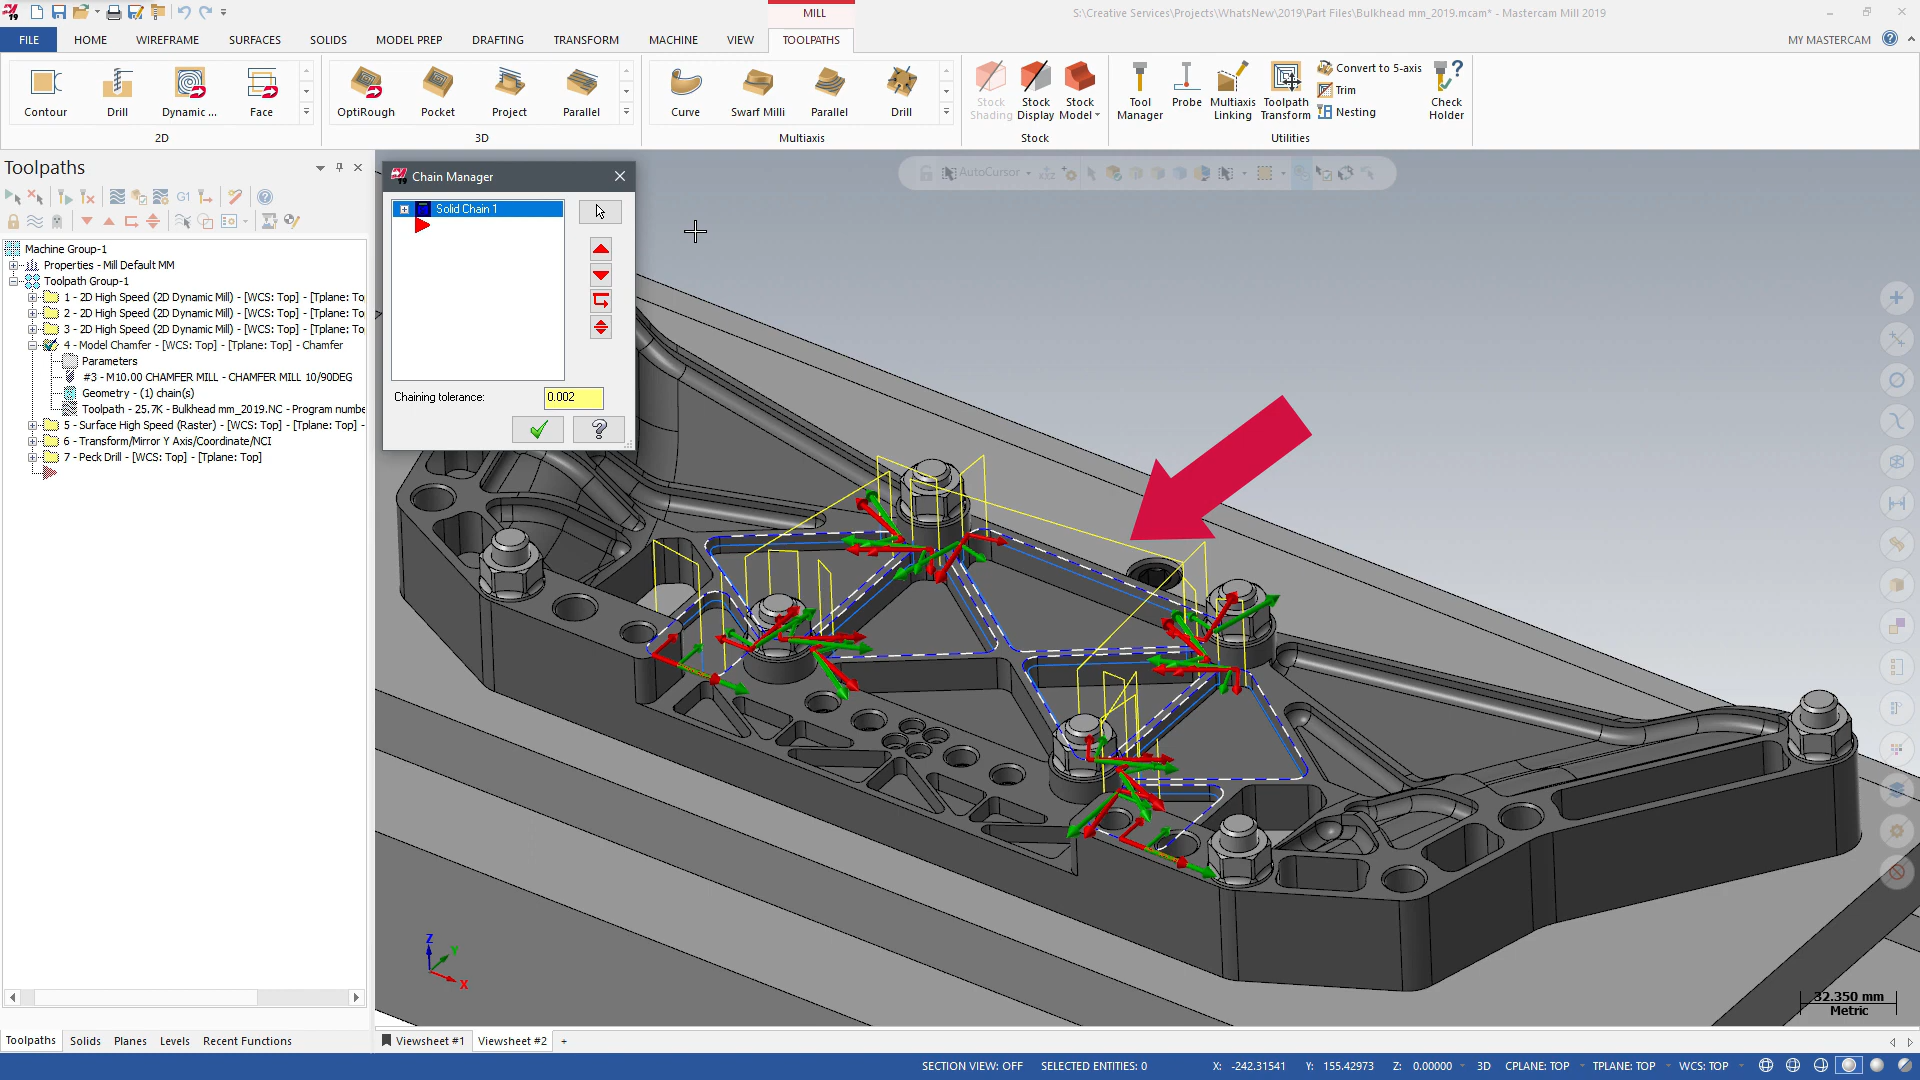 MILL
S:\Creative Services\Projects\WhatsNew\2019\Part Files\Bulkhead mm_2019.mcam* - Mastercam Mill 2019
FILE HOME WIREFRAME SURFACES SOLIDS MODEL PREP DRAFTING TRANSFORM MACHINE VIEW TOOLPATHS MY MASTERCAM
Contour Drill Dynamic ... Face
2D
OptiRough Pocket Project Parallel
3D
Curve Swarf Milli Parallel Drill
Multiaxis
Stock Shading
Stock Display
Stock Model
Stock
Tool Manager
Probe
Multiaxis Linking
Toolpath Transform
Convert to 5-axis
Trim
Nesting
Check Holder
Utilities
Toolpaths
G1
Machine Group-1
Properties - Mill Default MM
Toolpath Group-1
1 - 2D High Speed (2D Dynamic Mill) - [WCS: Top] - [Tplane: To
2 - 2D High Speed (2D Dynamic Mill) - [WCS: Top] - [Tplane: To
3 - 2D High Speed (2D Dynamic Mill) - [WCS: Top] - [Tplane: To
4 - Model Chamfer - [WCS: Top] - [Tplane: Top] - Chamfer
Parameters
#3 - M10.00 CHAMFER MILL - CHAMFER MILL 10/90DEG
Geometry - (1) chain(s)
Toolpath - 25.7K - Bulkhead mm_2019.NC - Program numbe
5 - Surface High Speed (Raster) - [WCS: Top] - [Tplane: Top] -
6 - Transform/Mirror Y Axis/Coordinate/NCI
7 - Peck Drill - [WCS: Top] - [Tplane: Top]
Chain Manager
Solid Chain 1
Chaining tolerance: 0.002
AutoCursor
Z
Y
X
32.350 mm
Metric
Toolpaths Solids Planes Levels Recent Functions
Viewsheet #1 Viewsheet #2 +
SECTION VIEW: OFF SELECTED ENTITIES: 0 X: -242.31541 Y: 155.42973 Z: 0.00000 3D CPLANE: TOP TPLANE: TOP WCS: TOP